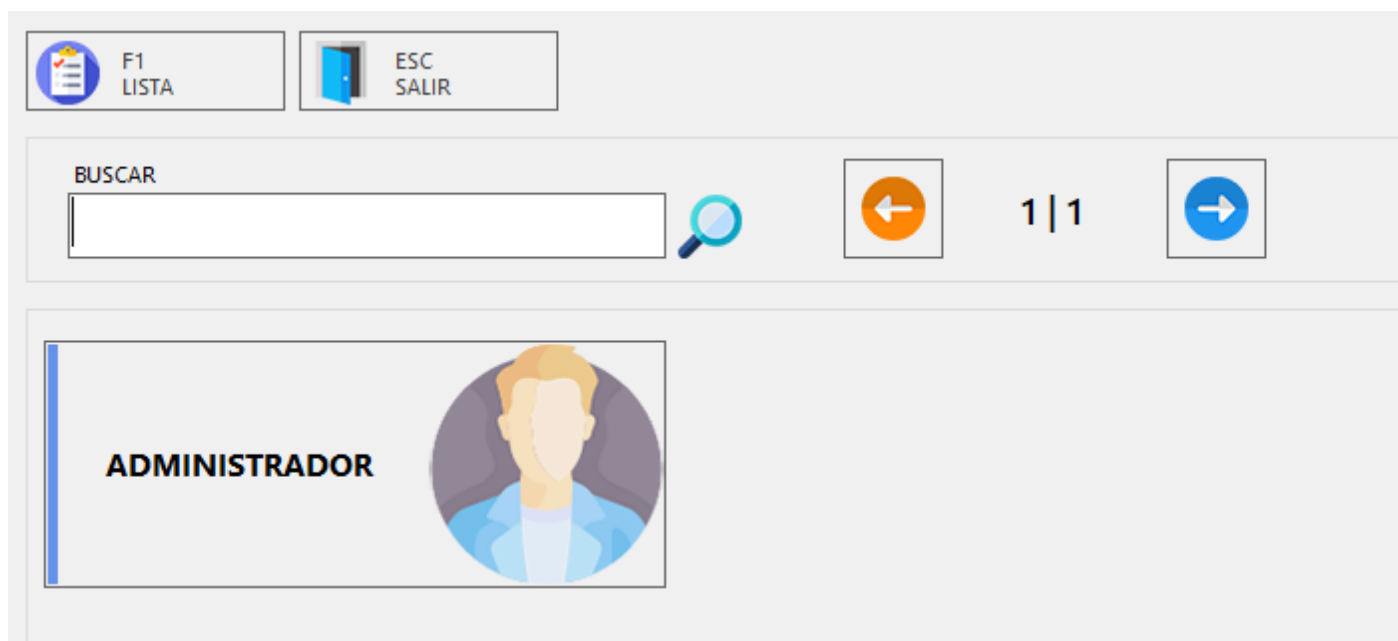 F1
LISTA
ESC
SALIR
BUSCAR
1 | 1
ADMINISTRADOR